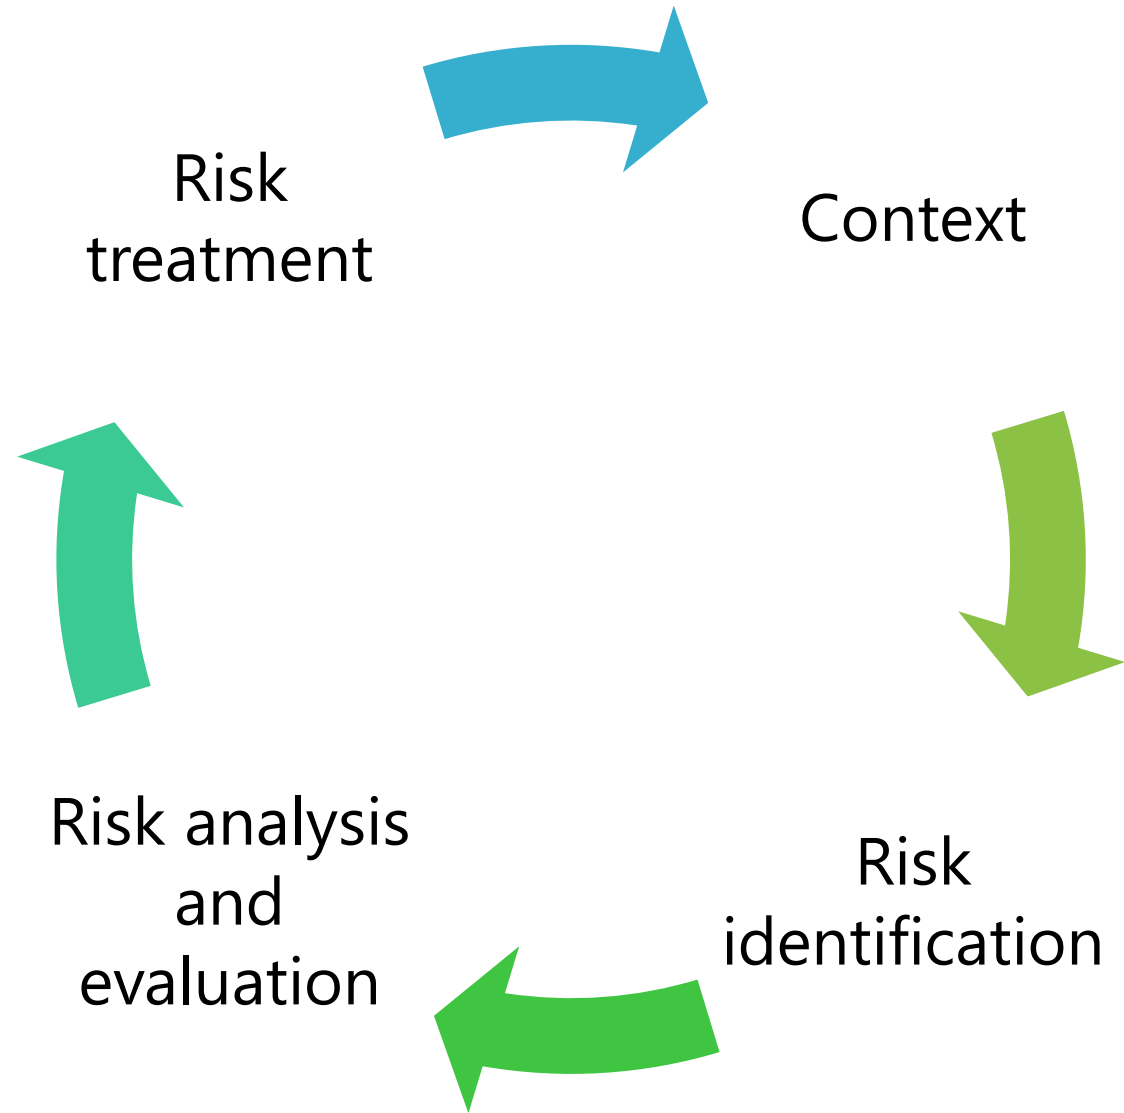 Risk
treatment
Context
Risk analysis
and
evaluation
Risk
identification